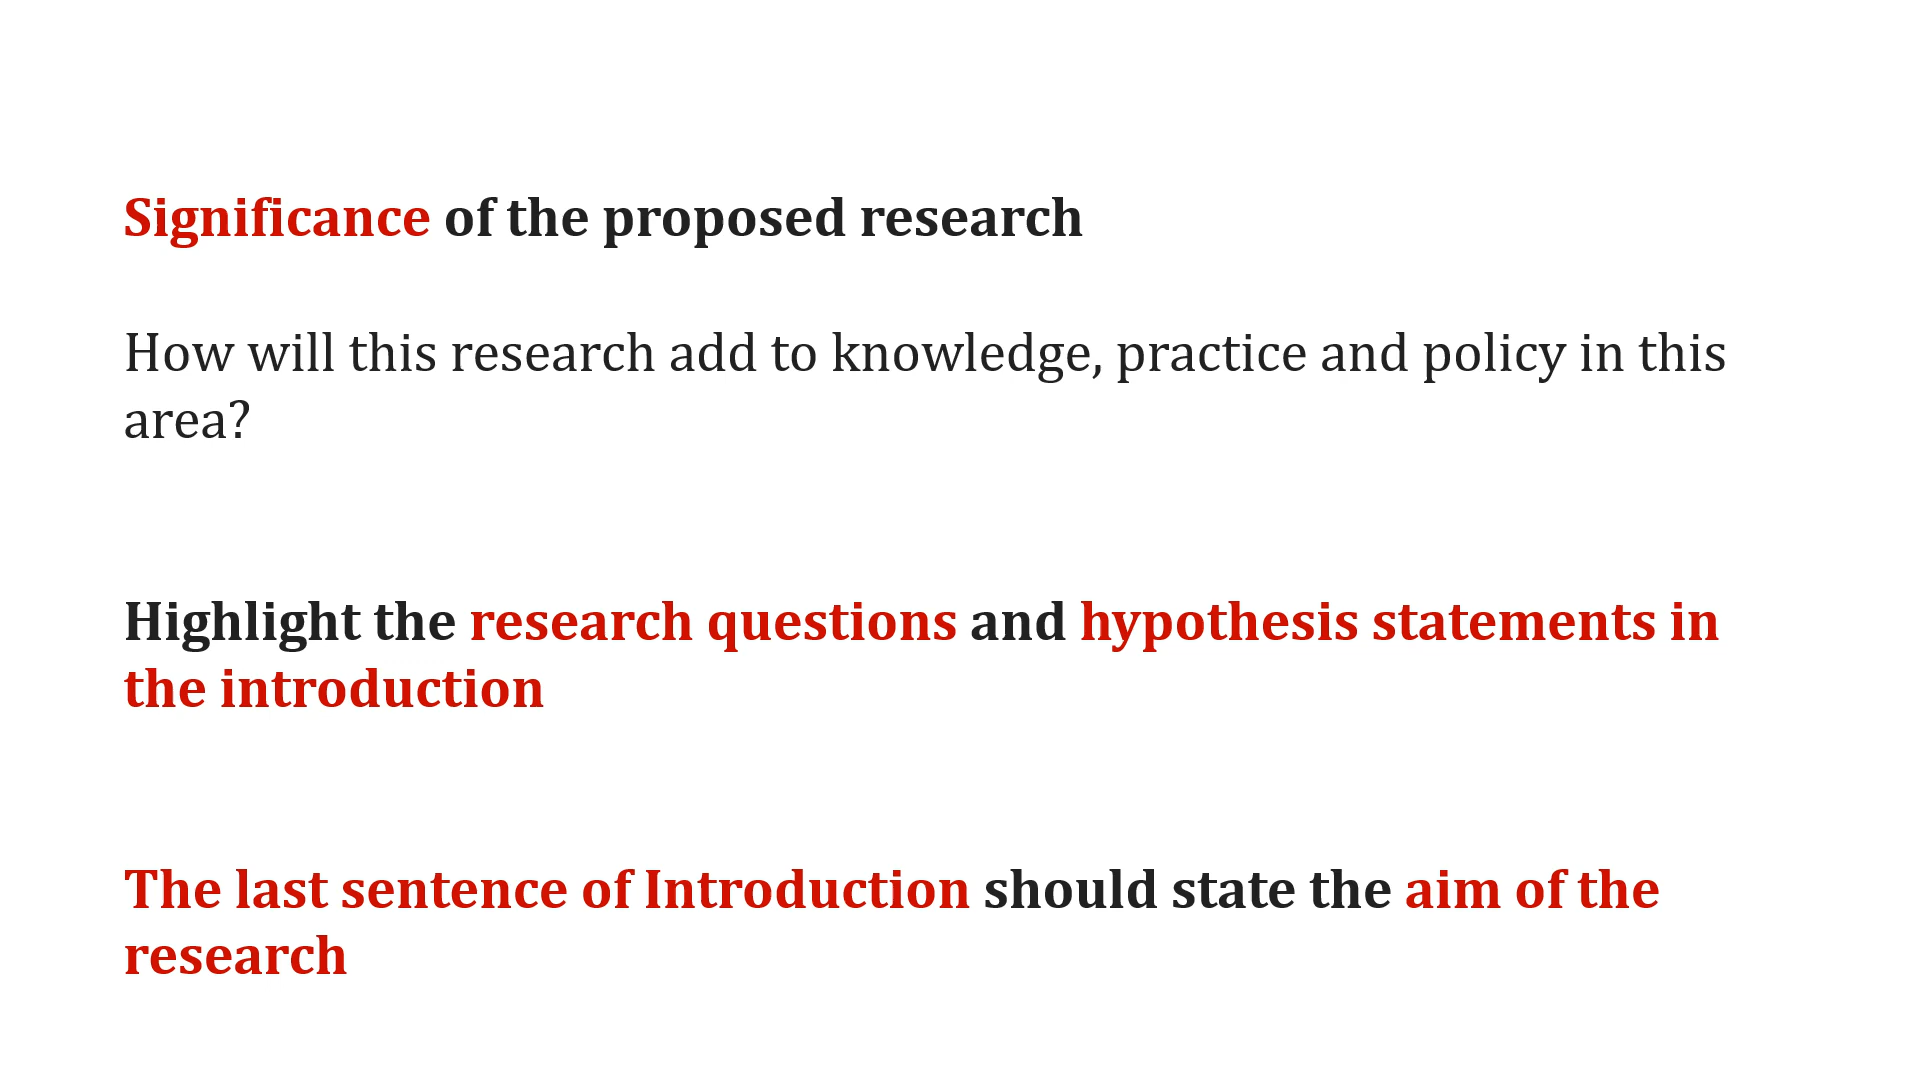 Significance of the proposed research
How will this research add to knowledge, practice and policy in this
area?
Highlight the research questions and hypothesis statements in
the introduction
The last sentence of Introduction should state the aim of the
research